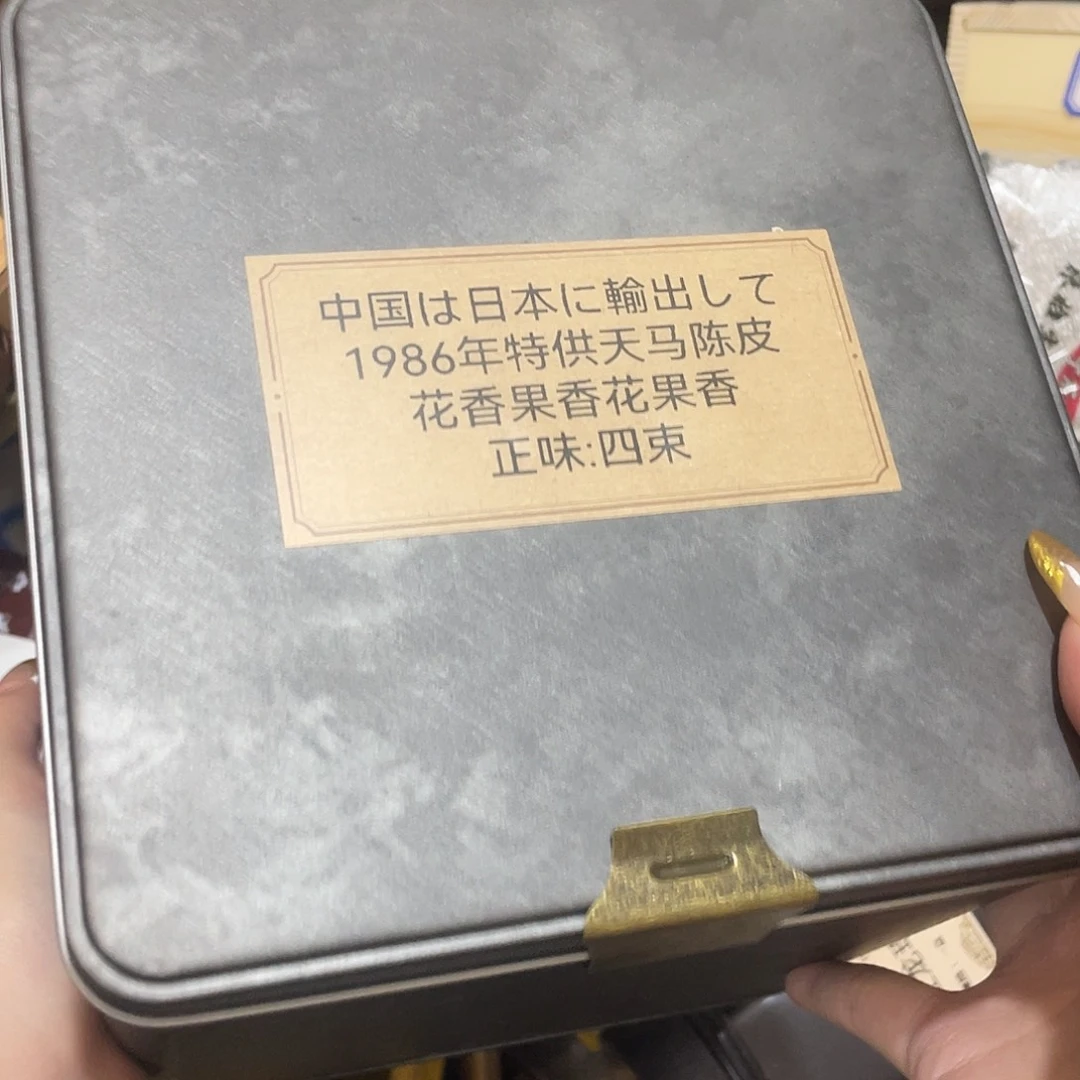 中国は日本に輸出して
1986年特供天马陈皮
花香果香花果香
正味:四束